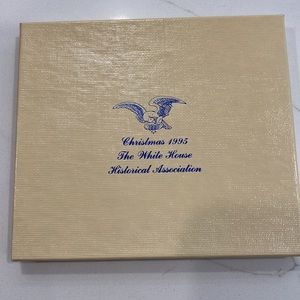 Christmas 1995
The White House
Historical Association